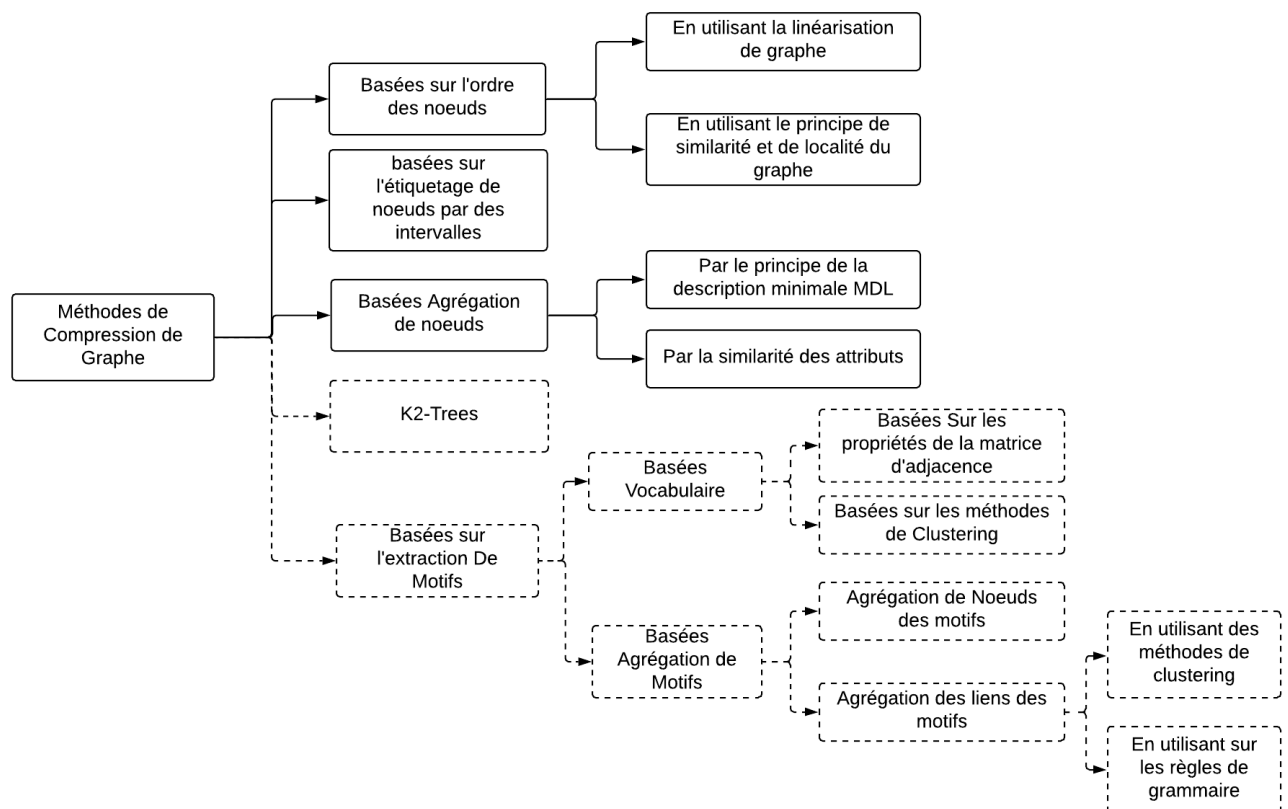 En utilisant la linéarisation
de graphe
Basées sur l'ordre
des noeuds
En utilisant le principe de
similarité et de localité du
graphe
basées sur
l'étiquetage de
noeuds par des
intervalles
Par le principe de la
description minimale MDL
Basées Agrégation
de noeuds
Méthodes de
Compression de
Graphe
Par la similarité des attributs
K2-Trees
Basées Sur les
propriétés de la matrice
d'adjacence
Basées
Vocabulaire
Basées sur les méthodes
de Clustering
Basées sur
l'extraction De
Motifs
Agrégation de Noeuds
des motifs
Basées
Agrégation de
Motifs
En utilisant des
méthodes de
clustering
Agrégation des liens des
motifs
En utilisant sur
les règles de
grammaire